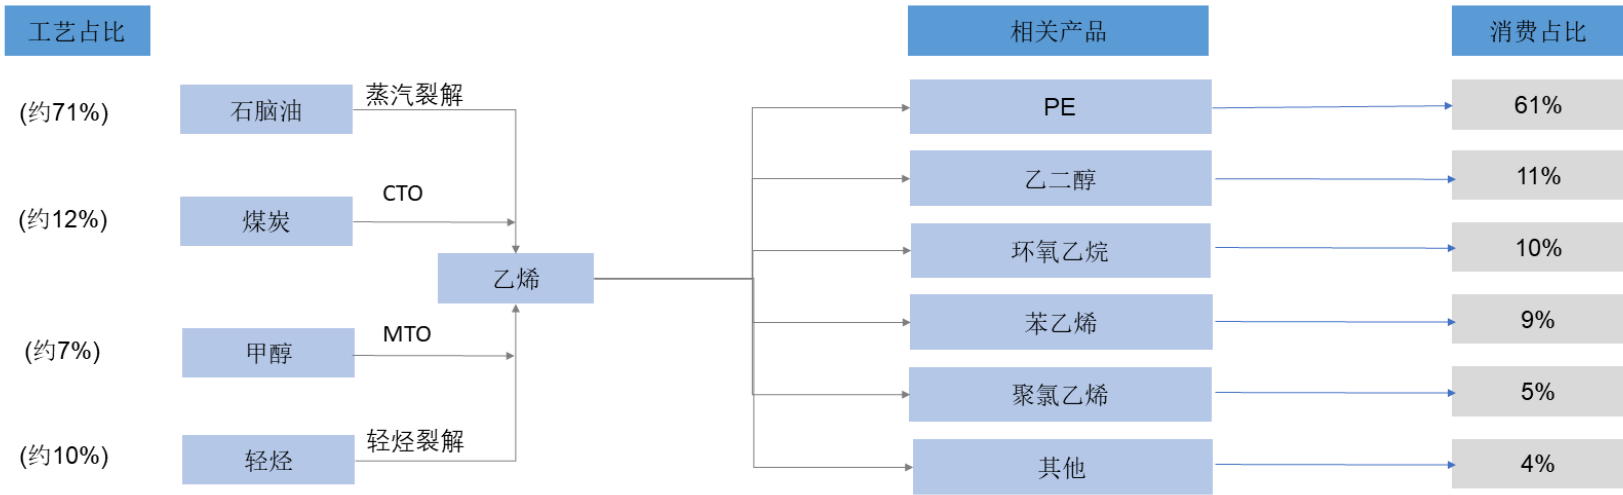 工艺占比
相关产品
消费占比
(约71%)
石脑油
蒸汽裂解
PE
61%
乙二醇
11%
(约12%)
煤炭
CTO
环氧乙烷
10%
乙烯
苯乙烯
9%
(约7%)
甲醇
MTO
聚氯乙烯
5%
(约10%)
轻烃
轻烃裂解
其他
4%